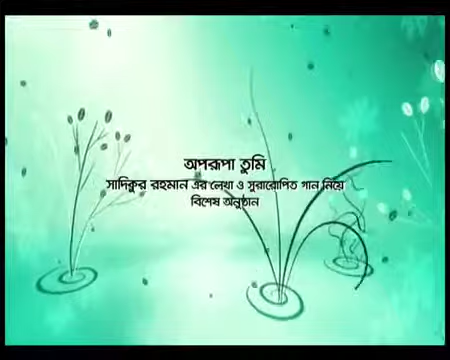 অপরূপা তুমি
সাদিকুর রহমান এর লেখা ও সুরারোপিত গান নিয়ে
বিশেষ অনুষ্ঠান